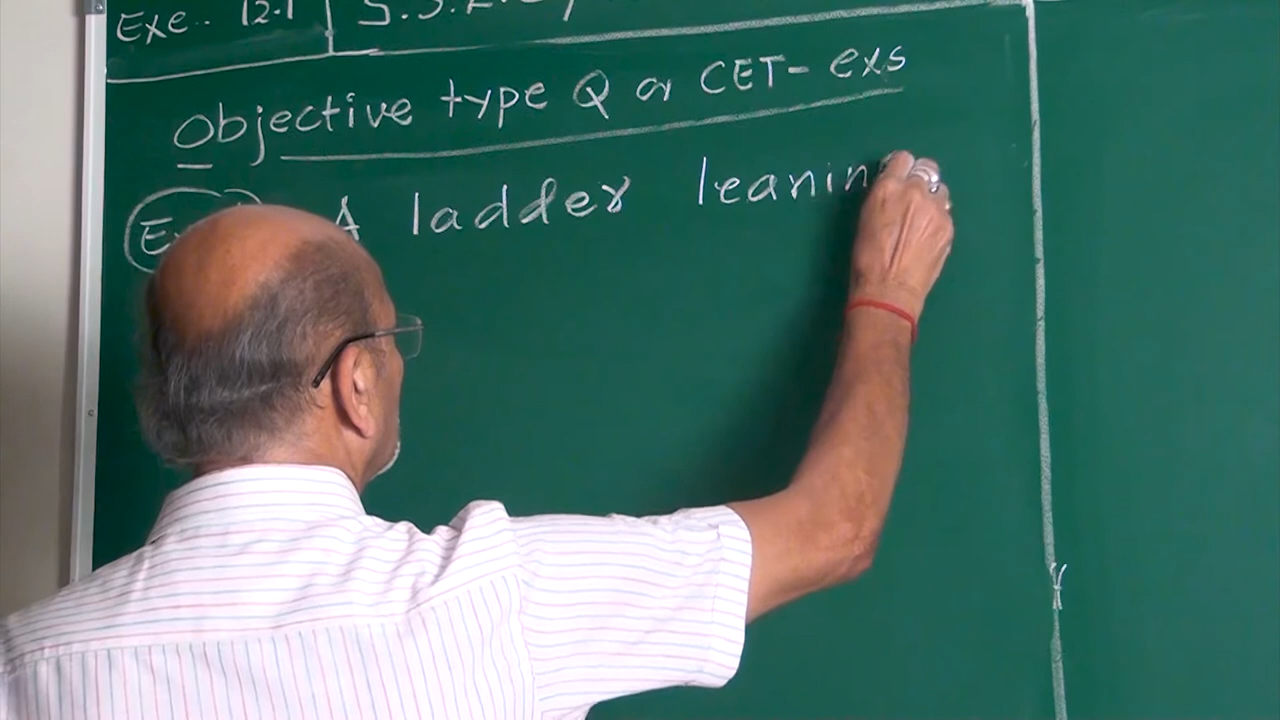 Exe.. 12.1
Objective type Q or CET- exs
A ladder leanin